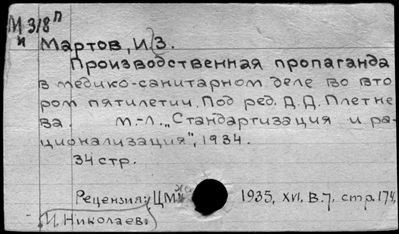 М 318 п
и
Мартов, И. З.
Производственная пропаганда
в медико-санитарном деле во вто
ром пятилетии. Под ред. Д. Д. Плетне
ва. м.-л. „Стандартизация и ра-
ционализация", 1934.
34 стр.
Рецензия: ЦМЖ 1935, XVI. В. 7. стр. 174,
И. Николаев